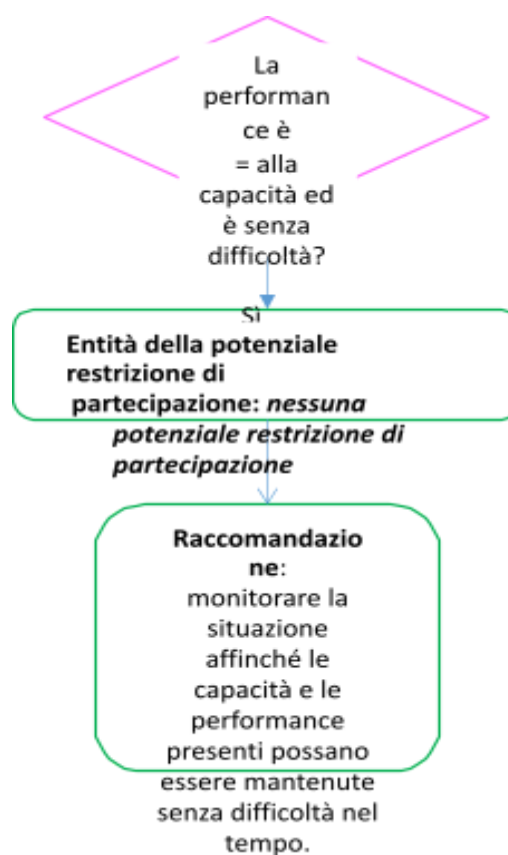 La
performan
ce è
= alla
capacità ed
è senza
difficoltà?
Sì
Entità della potenziale
restrizione di
partecipazione: nessuna
potenziale restrizione di
partecipazione
Raccomandazio
ne:
monitorare la
situazione
affinché le
capacità e le
performance
presenti possano
essere mantenute
senza difficoltà nel
tempo.